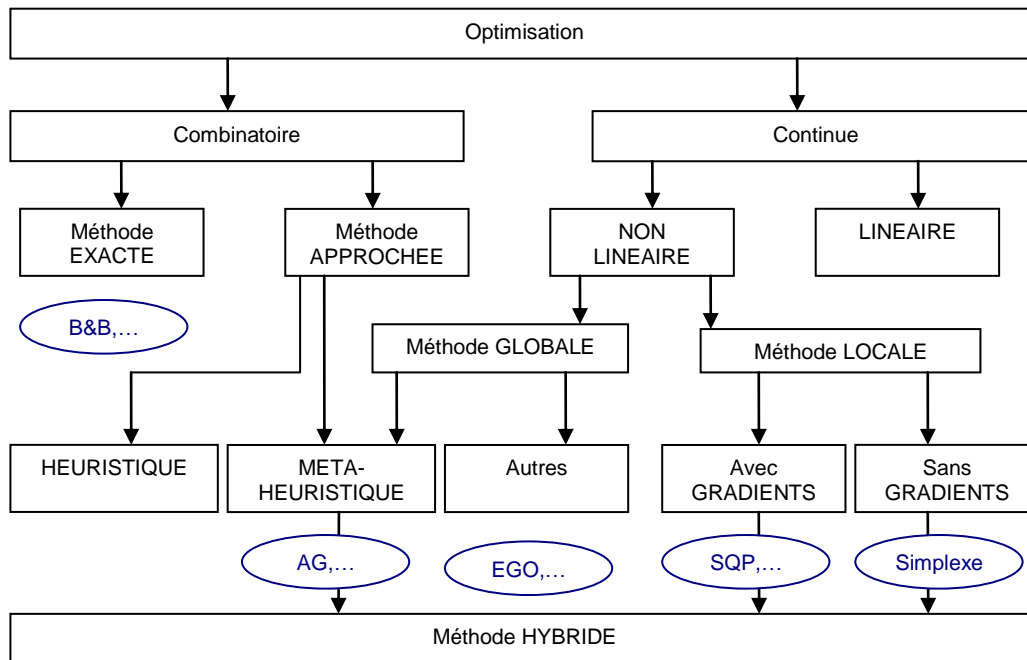 Optimisation
Combinatoire
Continue
Méthode
EXACTE
Méthode
APPROCHEE
NON
LINEAIRE
LINEAIRE
B&B,…
Méthode GLOBALE
Méthode LOCALE
HEURISTIQUE
META-
HEURISTIQUE
Autres
Avec
GRADIENTS
Sans
GRADIENTS
AG,…
EGO,…
SQP,…
Simplexe
Méthode HYBRIDE